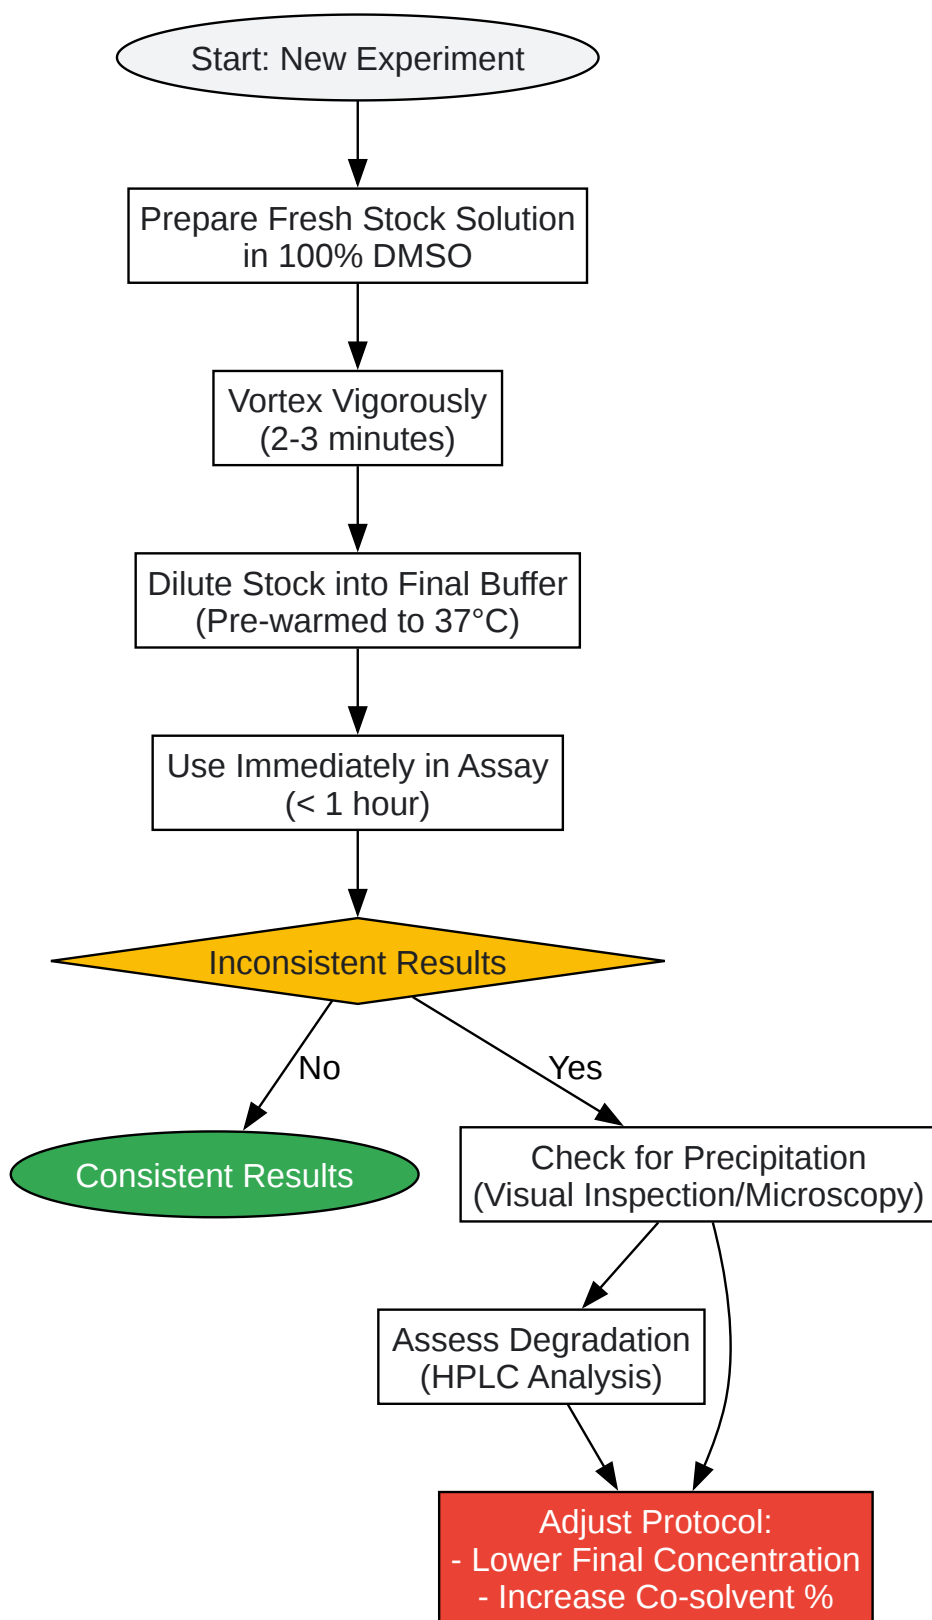 Start: New Experiment
Prepare Fresh Stock Solution
in 100% DMSO
Vortex Vigorously
(2-3 minutes)
Dilute Stock into Final Buffer
(Pre-warmed to 37°C)
Use Immediately in Assay
(< 1 hour)
Inconsistent Results
No
Yes
Consistent Results
Check for Precipitation
(Visual Inspection/Microscopy)
Assess Degradation
(HPLC Analysis)
Adjust Protocol:
- Lower Final Concentration
- Increase Co-solvent %